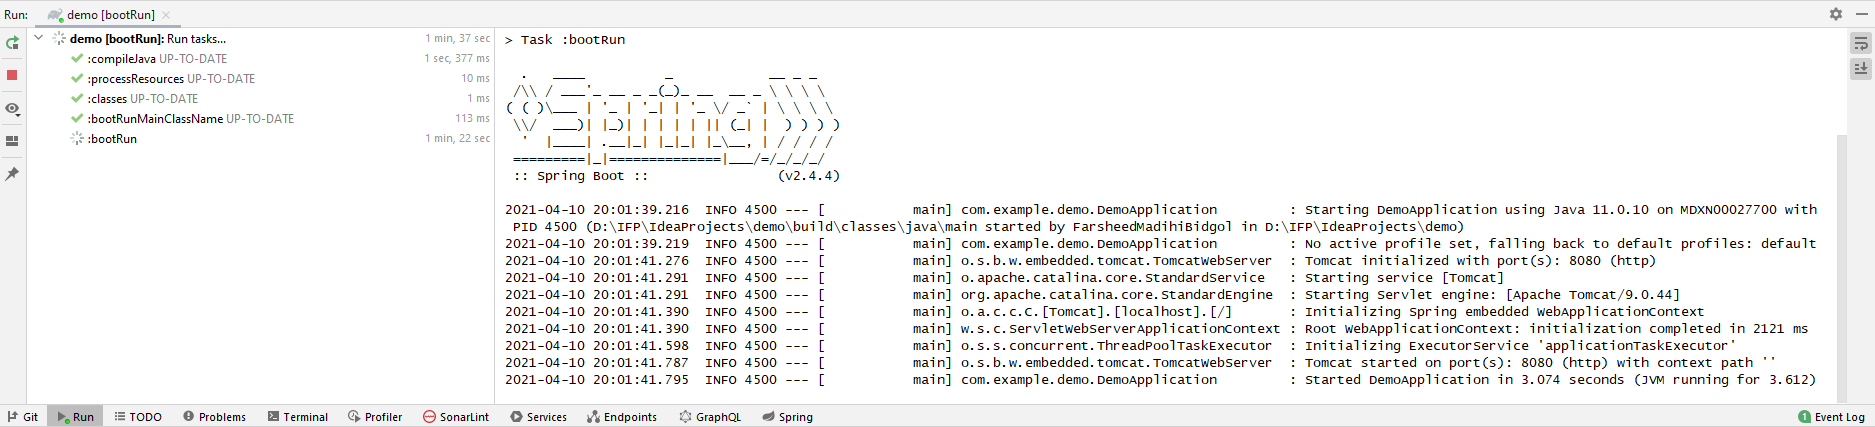 Run: demo [bootRun]
demo [bootRun]: Run tasks... 1 min, 37 sec
:compileJava UP-TO-DATE 1 sec, 377 ms
:processResources UP-TO-DATE 10 ms
:classes UP-TO-DATE 1 ms
:bootRunMainClassName UP-TO-DATE 113 ms
:bootRun 1 min, 22 sec
> Task :bootRun
  .   ____          _            __ _ _
 /\\ / ___'_ __ _ _(_)_ __  __ _ \ \ \ \
( ( )\___ | '_ | '_| | '_ \/ _` | \ \ \ \
 \\/  ___)| |_)| | | | | || (_| |  ) ) ) )
  '  |____| .__|_| |_|_| |_\__, | / / / /
 =========|_|==============|___/=/_/_/_/
 :: Spring Boot ::                (v2.4.4)
2021-04-10 20:01:39.216  INFO 4500 --- [           main] com.example.demo.DemoApplication         : Starting DemoApplication using Java 11.0.10 on MDXN00027700 with
 PID 4500 (D:\IFP\IdeaProjects\demo\build\classes\java\main started by FarsheedMadihiBidgol in D:\IFP\IdeaProjects\demo)
2021-04-10 20:01:39.219  INFO 4500 --- [           main] com.example.demo.DemoApplication         : No active profile set, falling back to default profiles: default
2021-04-10 20:01:41.276  INFO 4500 --- [           main] o.s.b.w.embedded.tomcat.TomcatWebServer  : Tomcat initialized with port(s): 8080 (http)
2021-04-10 20:01:41.291  INFO 4500 --- [           main] o.apache.catalina.core.StandardService   : Starting service [Tomcat]
2021-04-10 20:01:41.291  INFO 4500 --- [           main] org.apache.catalina.core.StandardEngine  : Starting Servlet engine: [Apache Tomcat/9.0.44]
2021-04-10 20:01:41.390  INFO 4500 --- [           main] o.a.c.c.C.[Tomcat].[localhost].[/]       : Initializing Spring embedded WebApplicationContext
2021-04-10 20:01:41.390  INFO 4500 --- [           main] w.s.c.ServletWebServerApplicationContext : Root WebApplicationContext: initialization completed in 2121 ms
2021-04-10 20:01:41.598  INFO 4500 --- [           main] o.s.s.concurrent.ThreadPoolTaskExecutor  : Initializing ExecutorService 'applicationTaskExecutor'
2021-04-10 20:01:41.787  INFO 4500 --- [           main] o.s.b.w.embedded.tomcat.TomcatWebServer  : Tomcat started on port(s): 8080 (http) with context path ''
2021-04-10 20:01:41.795  INFO 4500 --- [           main] com.example.demo.DemoApplication         : Started DemoApplication in 3.074 seconds (JVM running for 3.612)
Git Run TODO Problems Terminal Profiler SonarLint Services Endpoints GraphQL Spring 1 Event Log